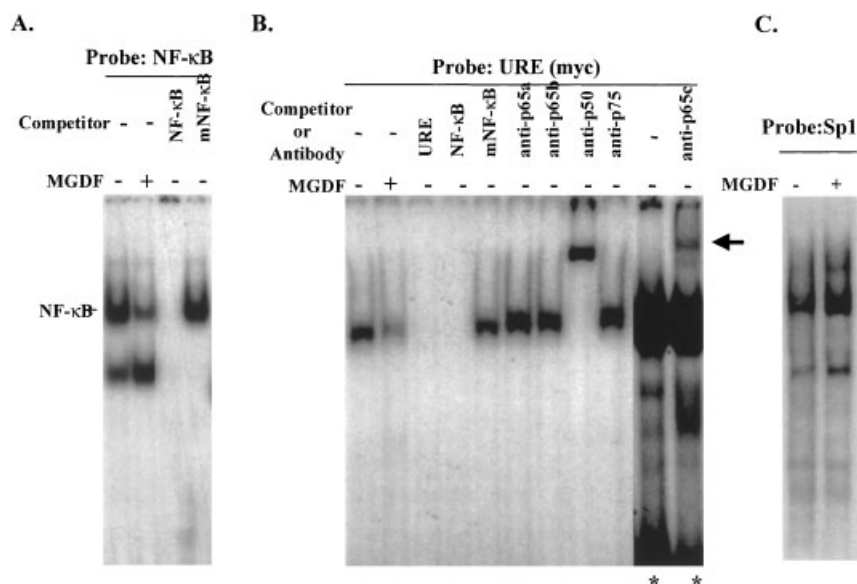 A.
Probe: NF-κB
Competitor - - NF-κB mNF-κB
MGDF - + - -
NF-κB
B.
Probe: URE (myc)
Competitor or Antibody - - URE NF-κB mNF-κB anti-p65a anti-p65b anti-p50 anti-p75 - anti-p65c
MGDF - + - - - - - - - - -
* *
C.
Probe:Sp1
MGDF - +